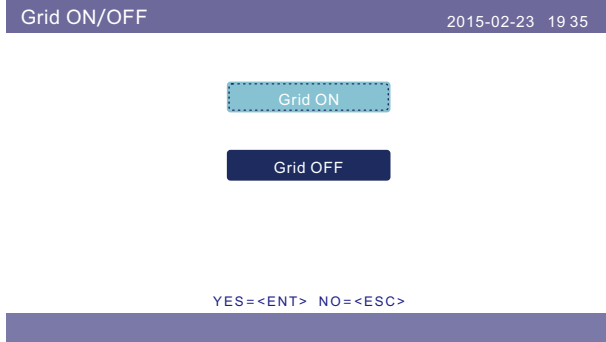 Grid ON/OFF 2015-02-23 19 35
Grid ON
Grid OFF
YES=<ENT> NO=<ESC>